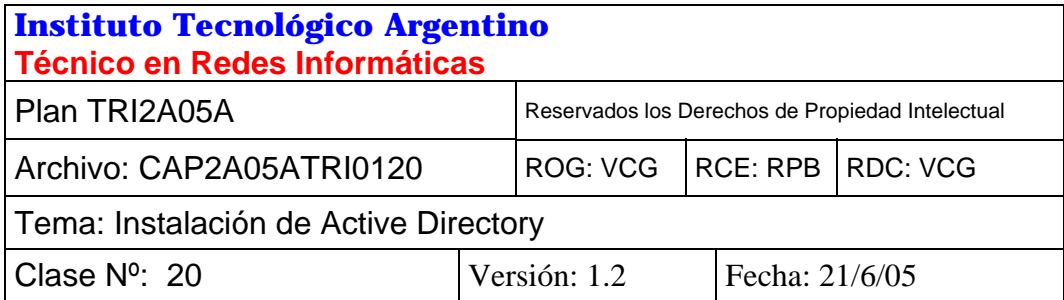 Instituto Tecnológico Argentino
Técnico en Redes Informáticas
Plan TRI2A05A
Reservados los Derechos de Propiedad Intelectual
Archivo: CAP2A05ATRI0120
ROG: VCG
RCE: RPB
RDC: VCG
Tema: Instalación de Active Directory
Clase Nº: 20
Versión: 1.2
Fecha: 21/6/05